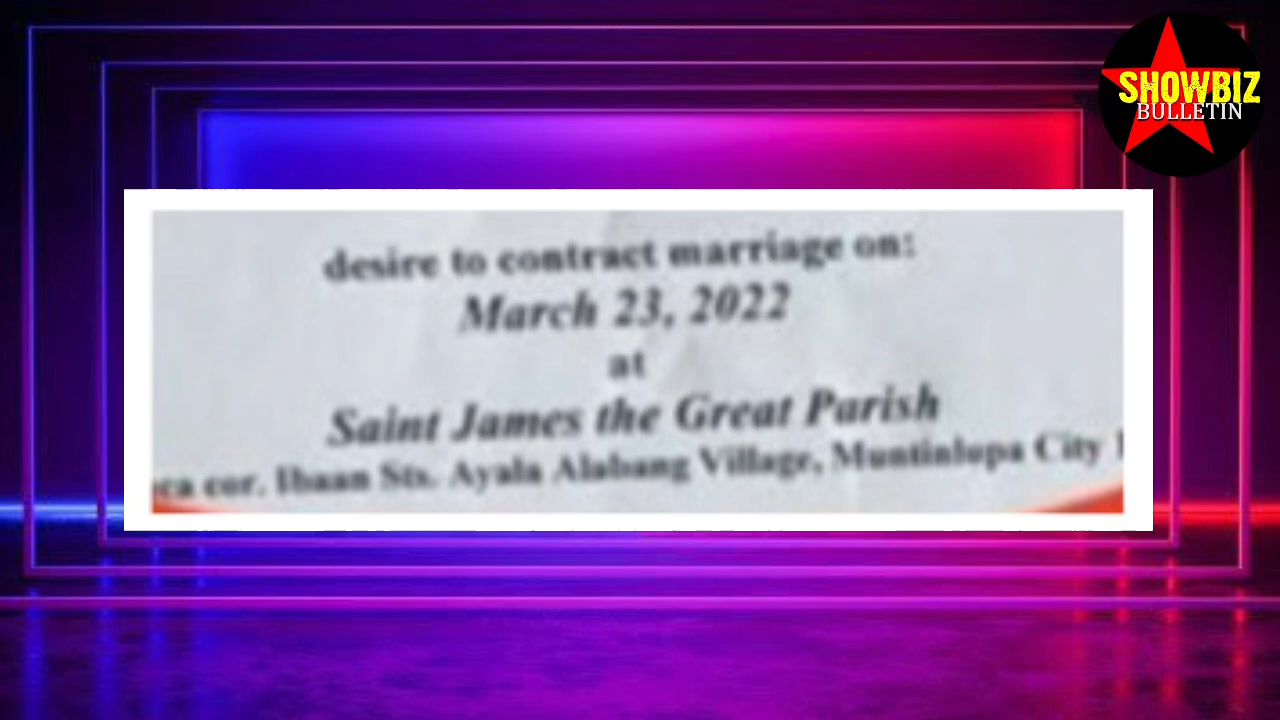 SHOWBIZ
BULLETIN
desire to contract marriage on:
March 23, 2022
at
Saint James the Great Parish
cor. Ibaan Sts. Ayala Alabang Village, Muntinlupa City